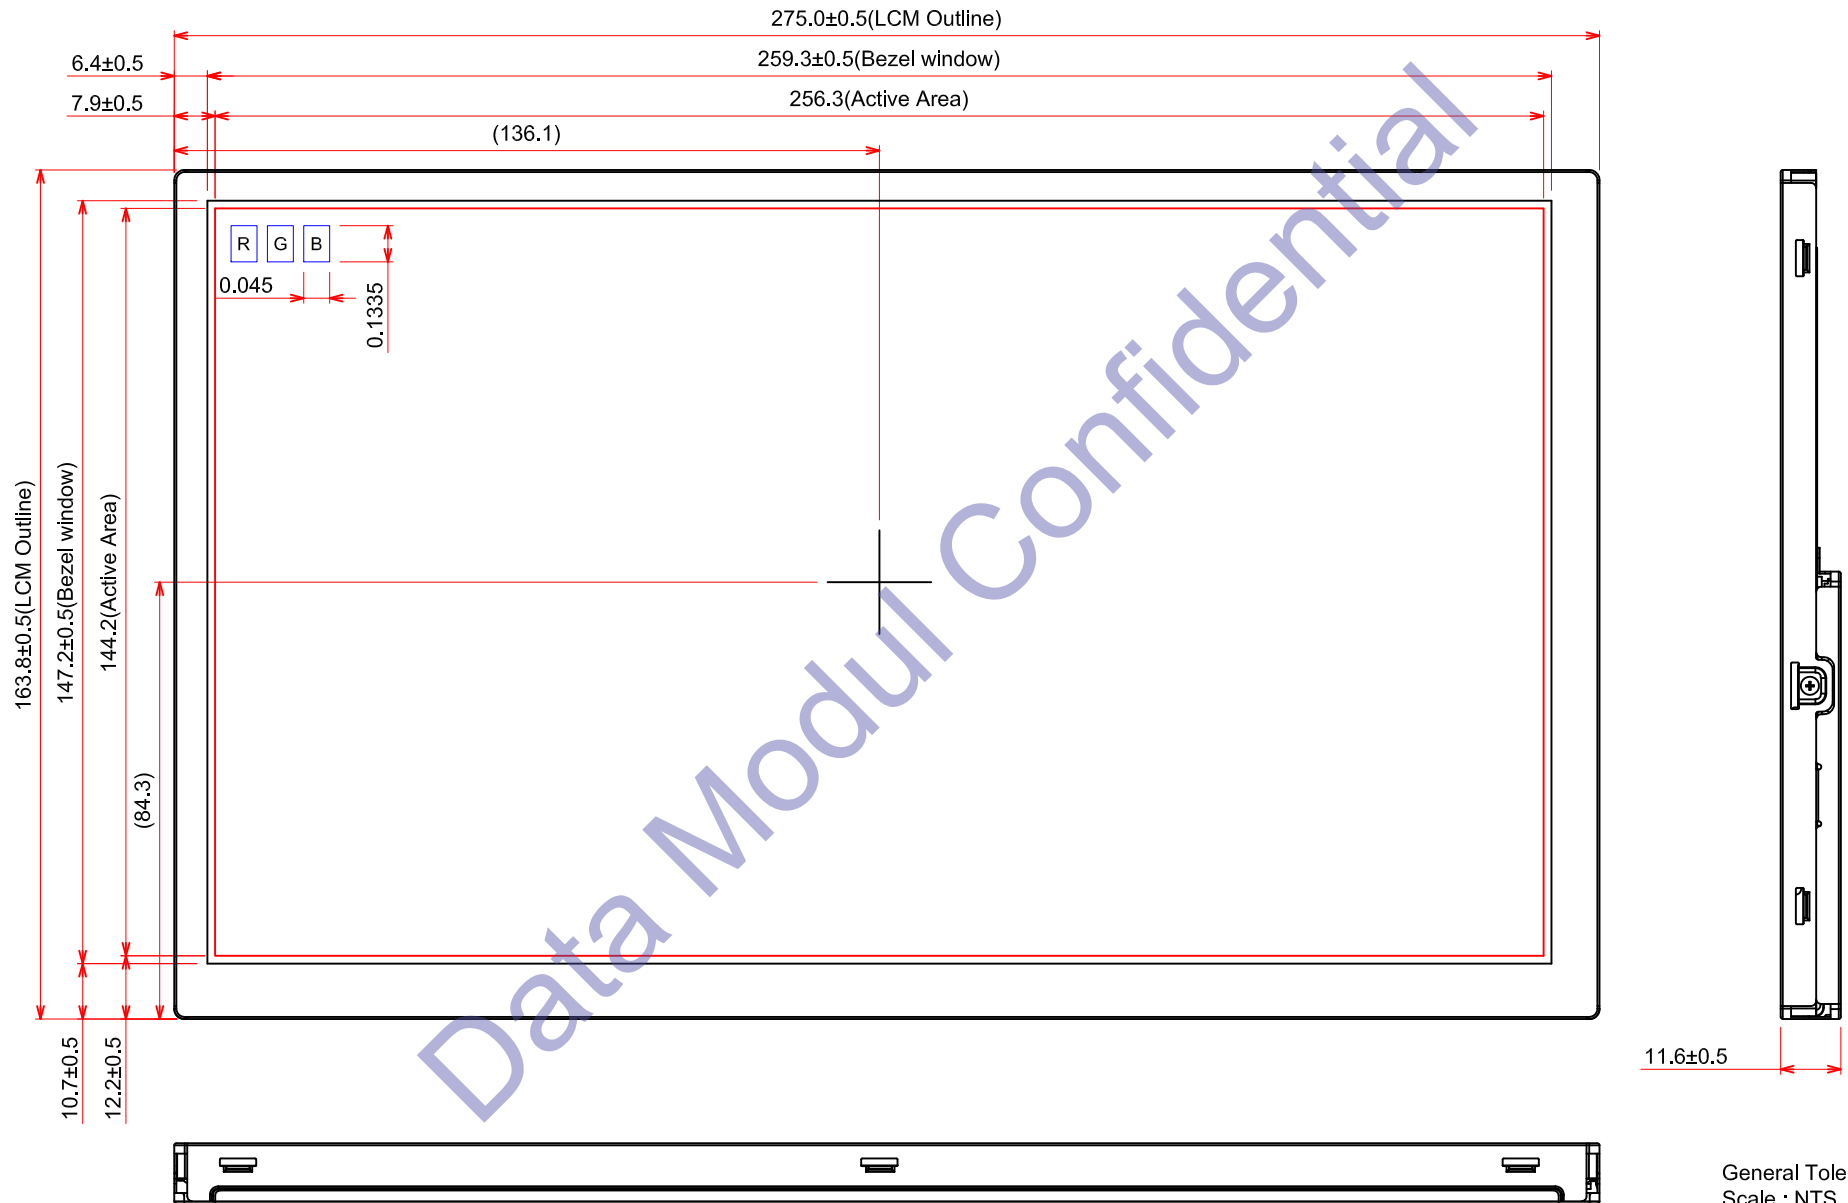 275.0±0.5(LCM Outline)
6.4±0.5
259.3±0.5(Bezel window)
7.9±0.5
256.3(Active Area)
(136.1)
R G B
0.045
0.1335
163.8±0.5(LCM Outline)
147.2±0.5(Bezel window)
144.2(Active Area)
(84.3)
10.7±0.5
12.2±0.5
11.6±0.5
Data Modul Confidential
General Tole
Scale : NTS